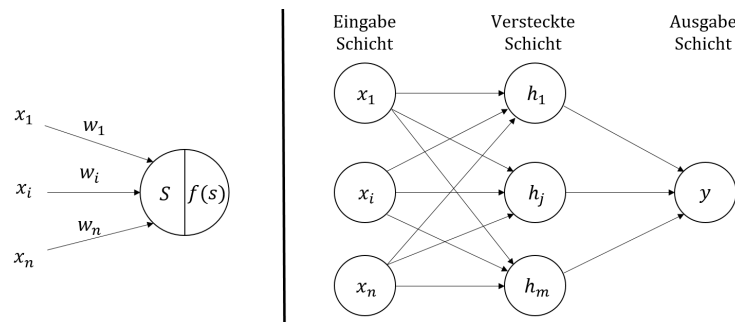 x₁
w₁
xᵢ
wᵢ
S
f(s)
wₙ
xₙ
Eingabe
Schicht
Versteckte
Schicht
Ausgabe
Schicht
x₁
h₁
xᵢ
hⱼ
y
xₙ
hₘ